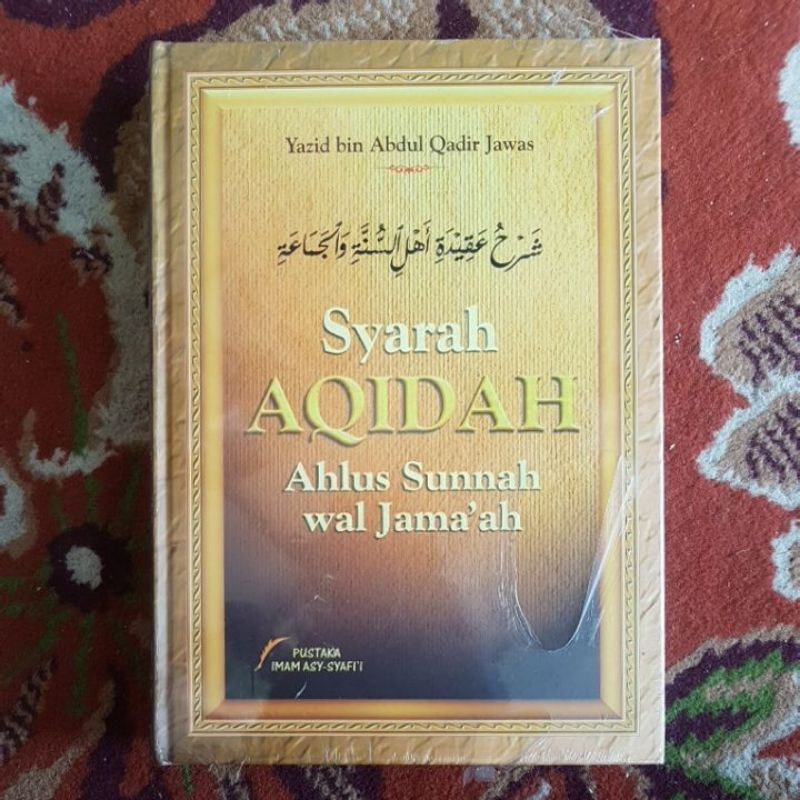 Yazid bin Abdul Qadir Jawas
شَرْحُ عَقِيْدَةِ أَهْلِ السُّنَّةِ وَالْجَمَاعَةِ
Syarah
AQIDAH
Ahlus Sunnah
wal Jama'ah
PUSTAKA
IMAM ASY-SYAFI'I